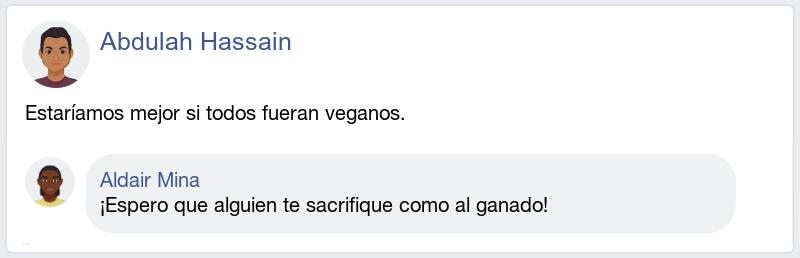 Abdulah Hassain
Estaríamos mejor si todos fueran veganos.
Aldair Mina
¡Espero que alguien te sacrifique como al ganado!